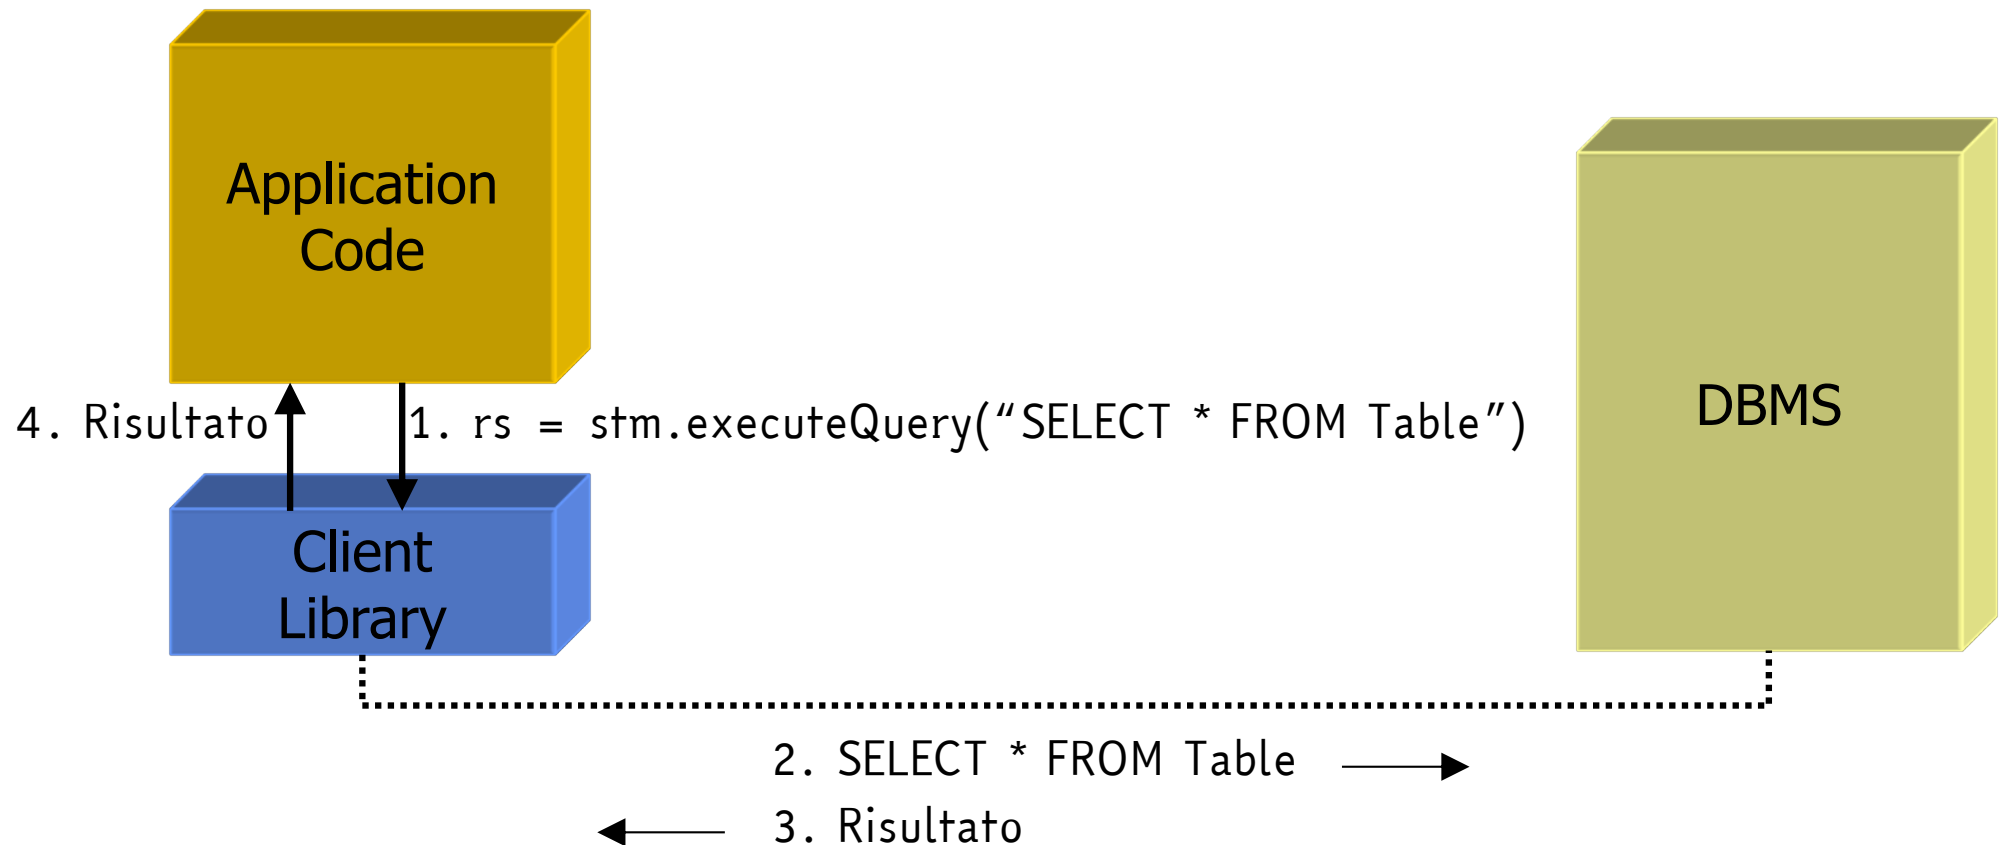 Application
Code
4. Risultato
1. rs = stm.executeQuery(“SELECT * FROM Table”)
DBMS
Client
Library
2. SELECT * FROM Table
3. Risultato